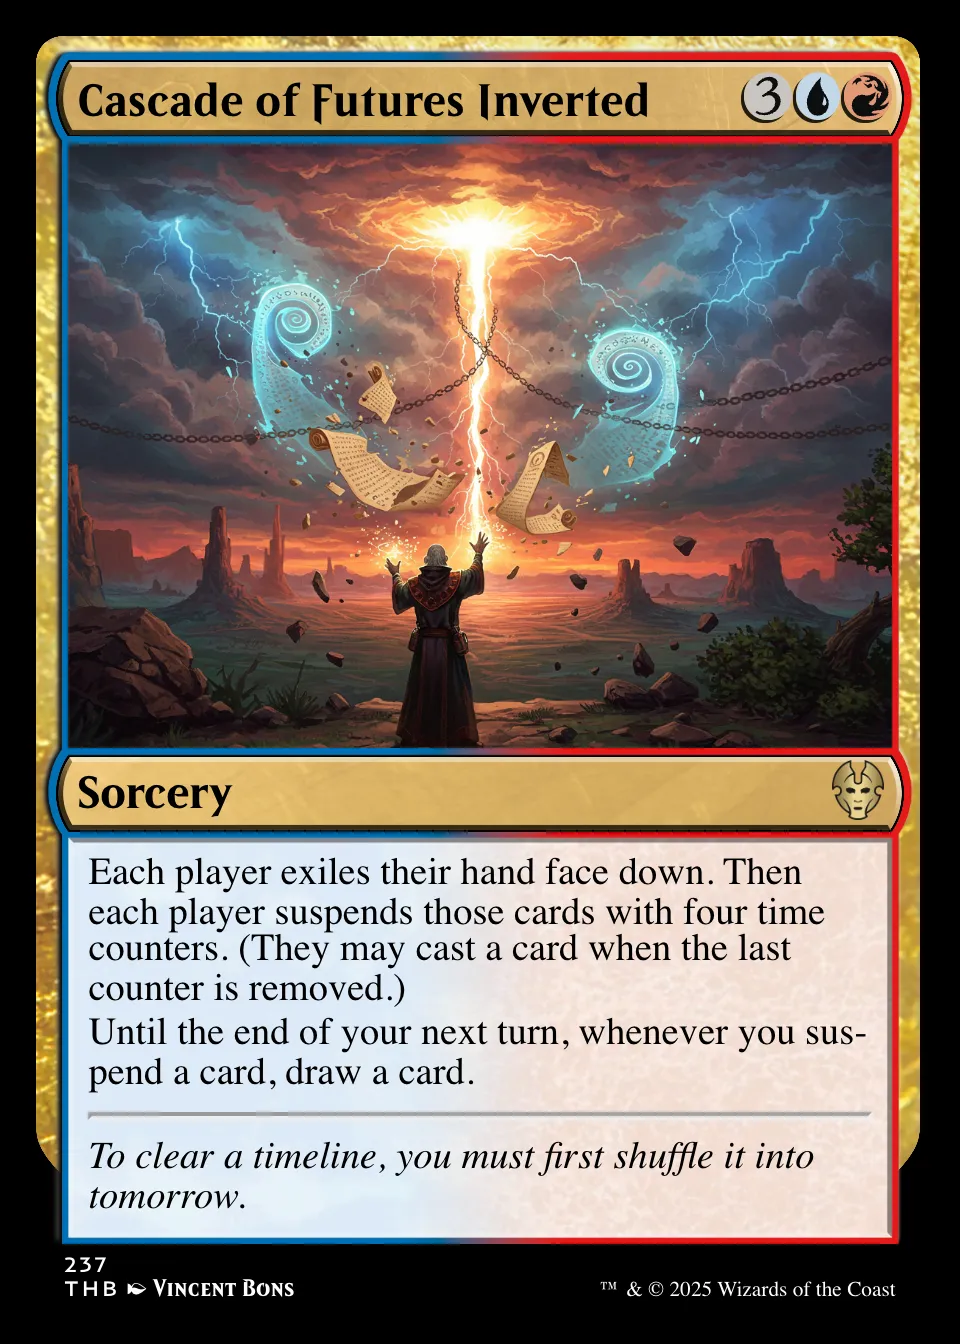 Cascade of Futures Inverted 3
Sorcery
Each player exiles their hand face down. Then
each player suspends those cards with four time
counters. (They may cast a card when the last
counter is removed.)
Until the end of your next turn, whenever you sus-
pend a card, draw a card.
To clear a timeline, you must first shuffle it into
tomorrow.
237
THB Vincent Bons
™ & © 2025 Wizards of the Coast